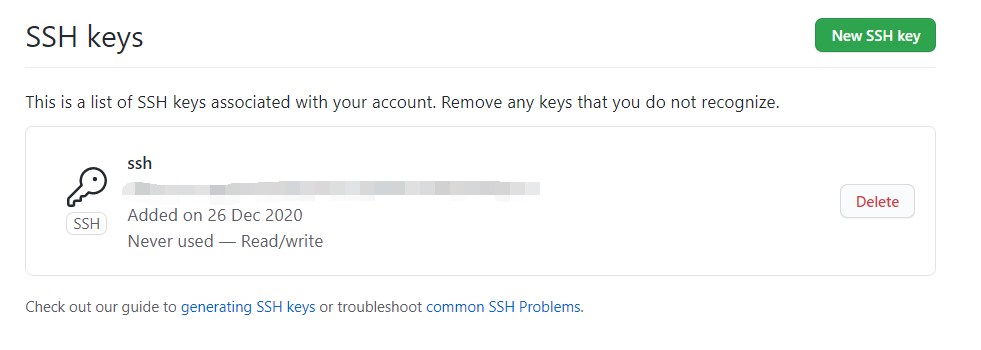 SSH keys
New SSH key
This is a list of SSH keys associated with your account. Remove any keys that you do not recognize.
ssh
SSH
Added on 26 Dec 2020
Never used — Read/write
Delete
Check out our guide to generating SSH keys or troubleshoot common SSH Problems.